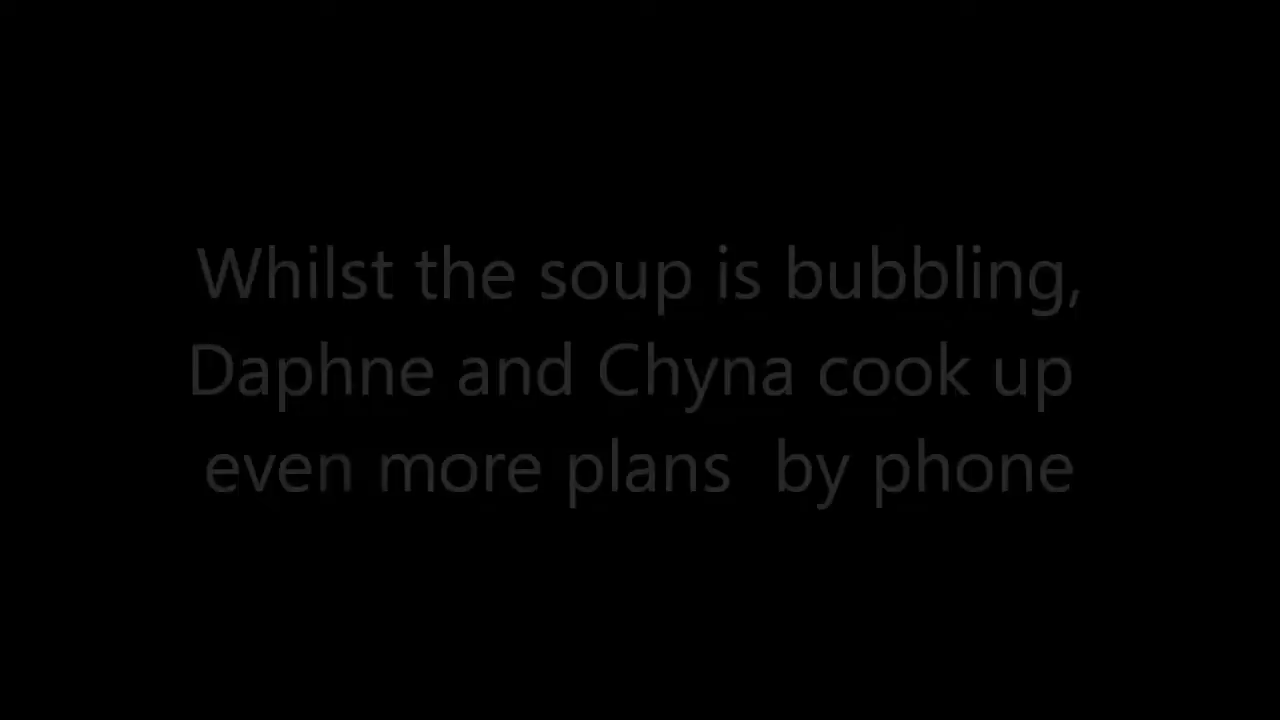 Whilst the soup is bubbling,
Daphne and Chyna cook up
even more plans  by phone